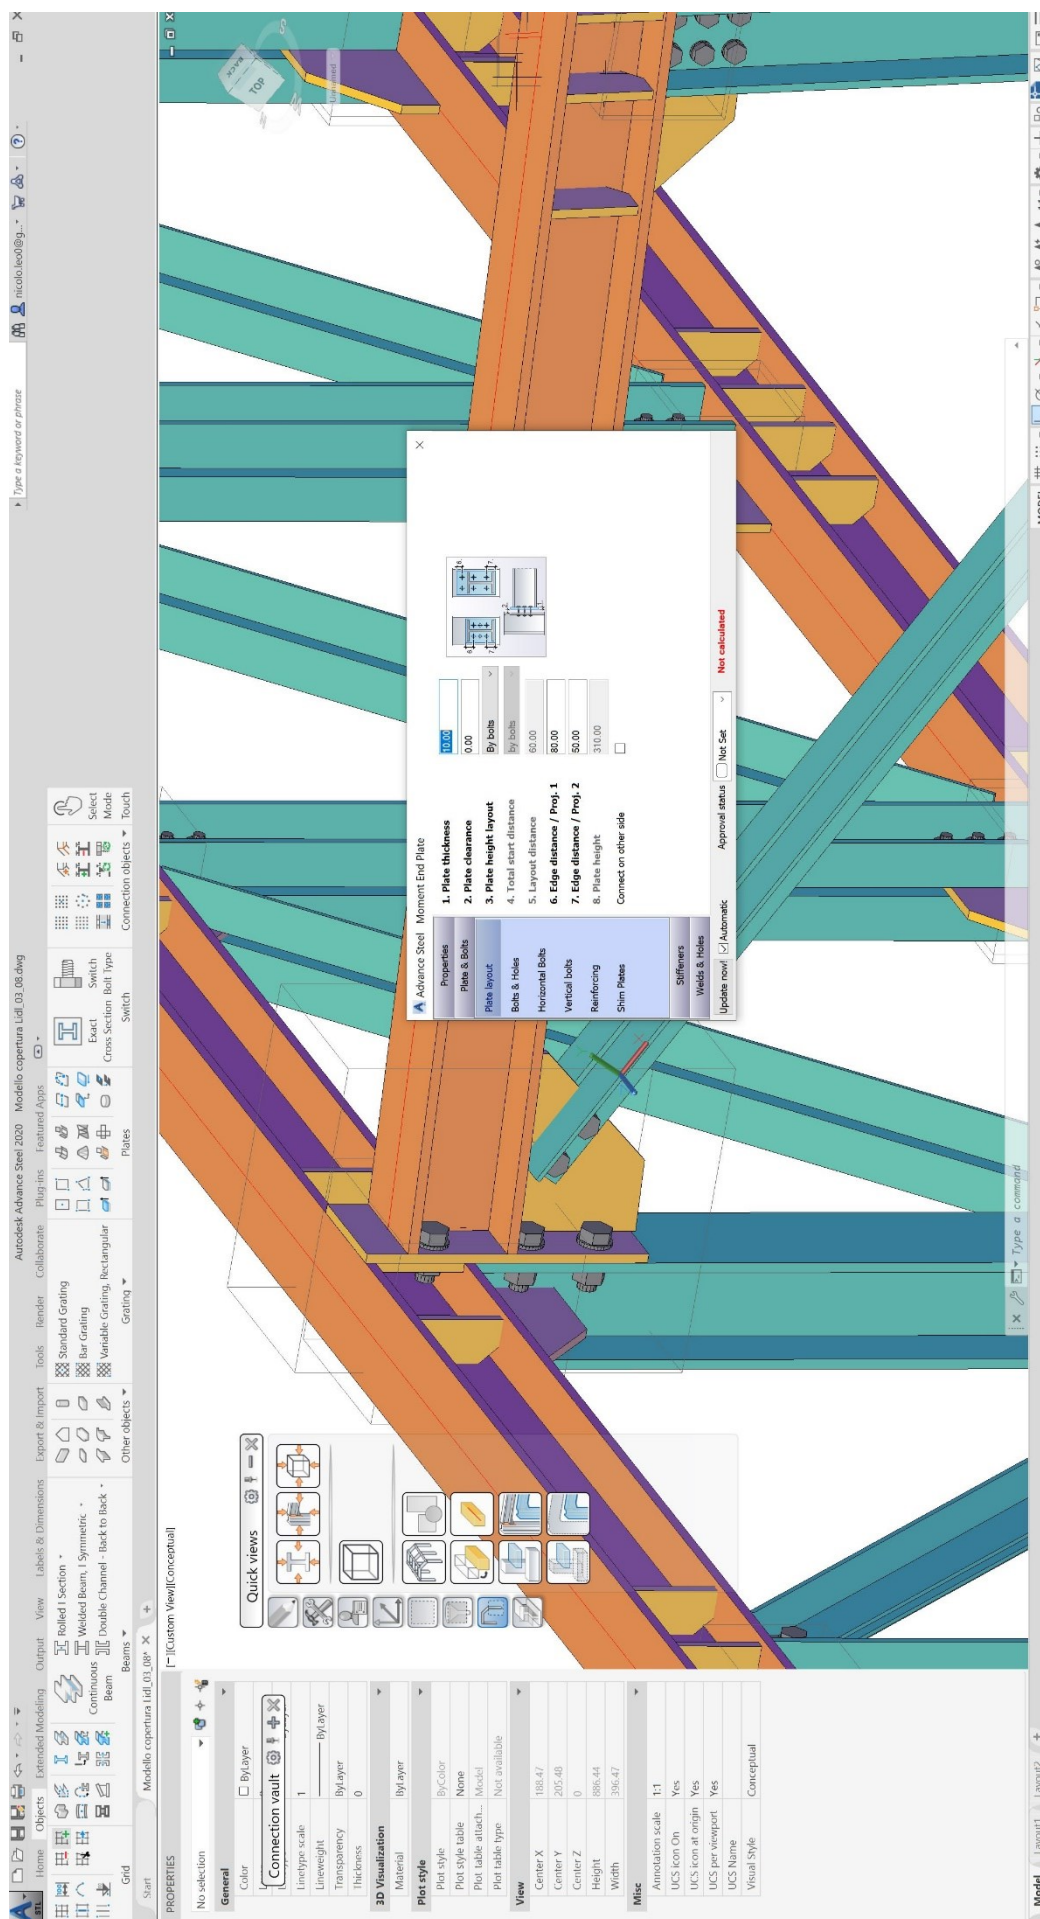 Autodesk Advance Steel 2020 Modello copertura Lidl_03_08.dwg
Type a keyword or phrase
nicolo.leo0@g...
STL
Home Objects Extended Modeling Output View Labels & Dimensions Export & Import Tools Render Collaborate Plug-ins Featured Apps
Rolled I Section
Welded Beam, I Symmetric
Double Channel - Back to Back
Continuous
Beam
Standard Grating
Bar Grating
Variable Grating, Rectangular
Exact
Cross Section
Switch
Bolt Type
Select
Mode
Grid
Beams
Other objects
Grating
Plates
Switch
Connection objects
Touch
Start
Modello copertura Lidl_03_08*
[−][Custom View][Conceptual]
PROPERTIES
No selection
General
Color ByLayer
Connection vault
Linetype scale 1
Lineweight ByLayer
Transparency ByLayer
Thickness 0
3D Visualization
Material ByLayer
Plot style
Plot style ByColor
Plot style table None
Plot table attach... Model
Plot table type Not available
View
Center X 188.47
Center Y 205.48
Center Z 0
Height 886.44
Width 396.47
Misc
Annotation scale 1:1
UCS icon On Yes
UCS icon at origin Yes
UCS per viewport Yes
UCS Name
Visual Style Conceptual
Quick views
Advance Steel Moment End Plate
Properties
Plate & Bolts
Plate layout
Bolts & Holes
Horizontal Bolts
Vertical bolts
Reinforcing
Shim Plates
Stiffeners
Welds & Holes
1. Plate thickness 10.00
2. Plate clearance 0.00
3. Plate height layout By bolts
4. Total start distance by bolts
5. Layout distance 60.00
6. Edge distance / Proj. 1 80.00
7. Edge distance / Proj. 2 50.00
8. Plate height 310.00
Connect on other side
Update now! Automatic Approval status Not Set Not calculated
TOP
BACK
Unnamed
Type a command
Model Layout1 Layout2
MODEL